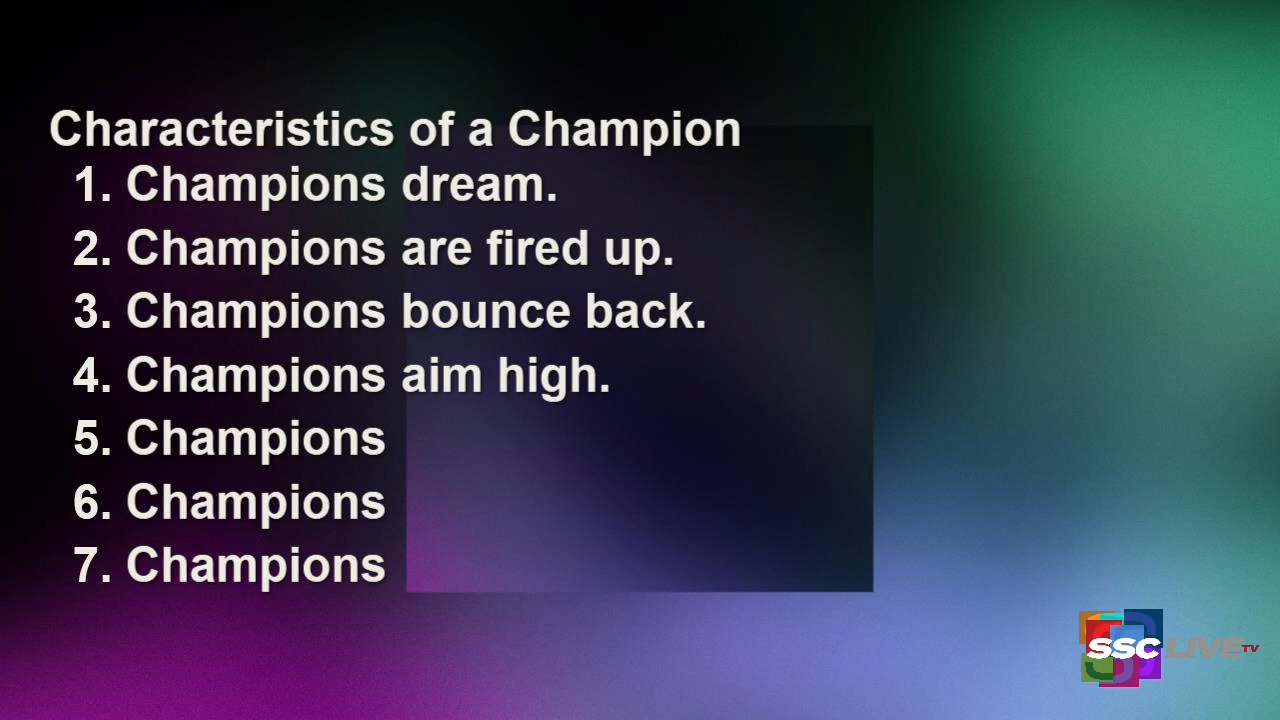 Characteristics of a Champion
1. Champions dream.
2. Champions are fired up.
3. Champions bounce back.
4. Champions aim high.
5. Champions
6. Champions
7. Champions
SSC LIVE TV